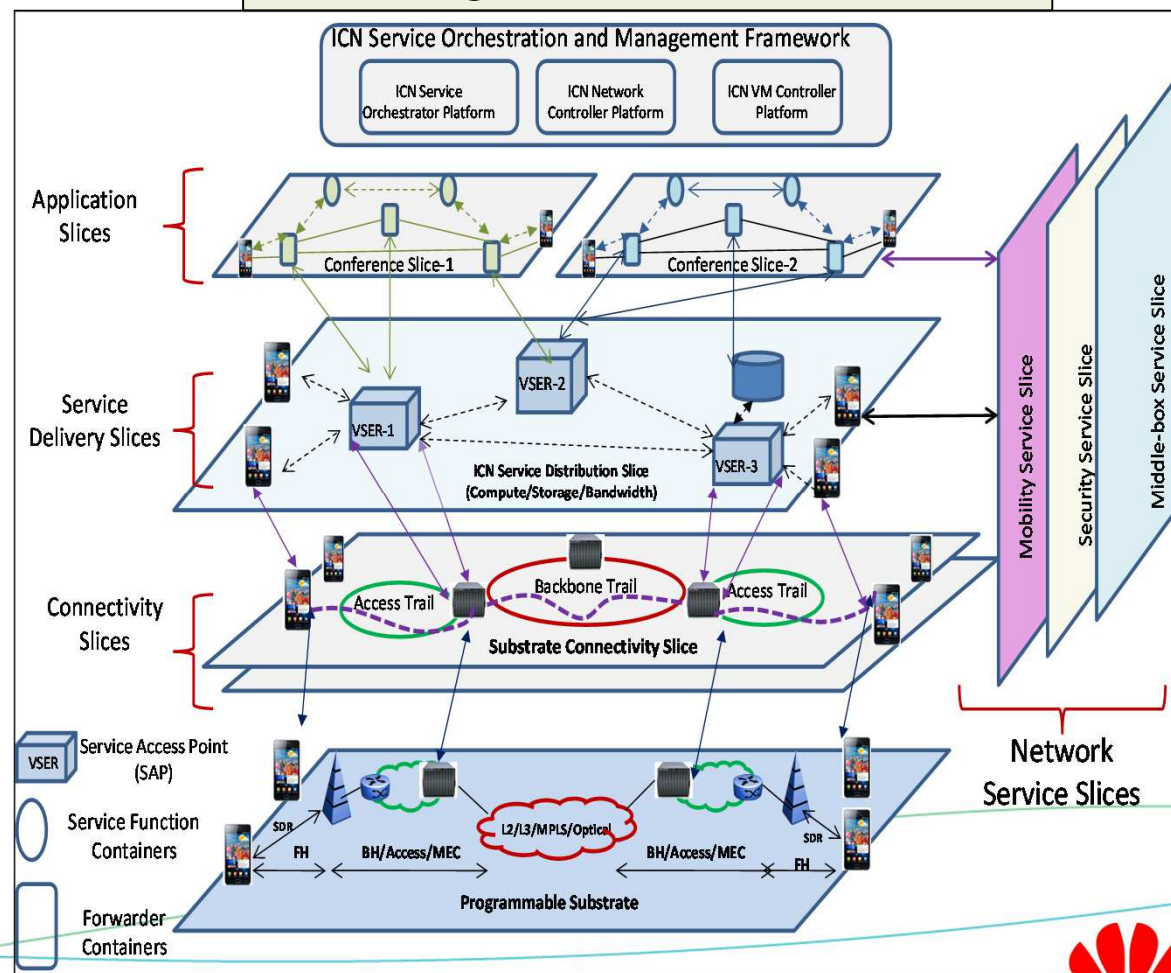 ICN Service Orchestration and Management Framework
ICN Service
Orchestrator Platform
ICN Network
Controller Platform
ICN VM Controller
Platform
Application
Slices
Conference Slice-1
Conference Slice-2
Service
Delivery Slices
VSER-1
VSER-2
VSER-3
ICN Service Distribution Slice
(Compute/Storage/Bandwidth)
Mobility Service Slice
Security Service Slice
Middle-box Service Slice
Connectivity
Slices
Access Trail
Backbone Trail
Access Trail
Substrate Connectivity Slice
Network
Service Slices
VSER
Service Access Point
(SAP)
Service Function
Containers
Forwarder
Containers
SDR
FH
BH/Access/MEC
L2/L3/MPLS/Optical
BH/Access/MEC
SDR
FH
Programmable Substrate